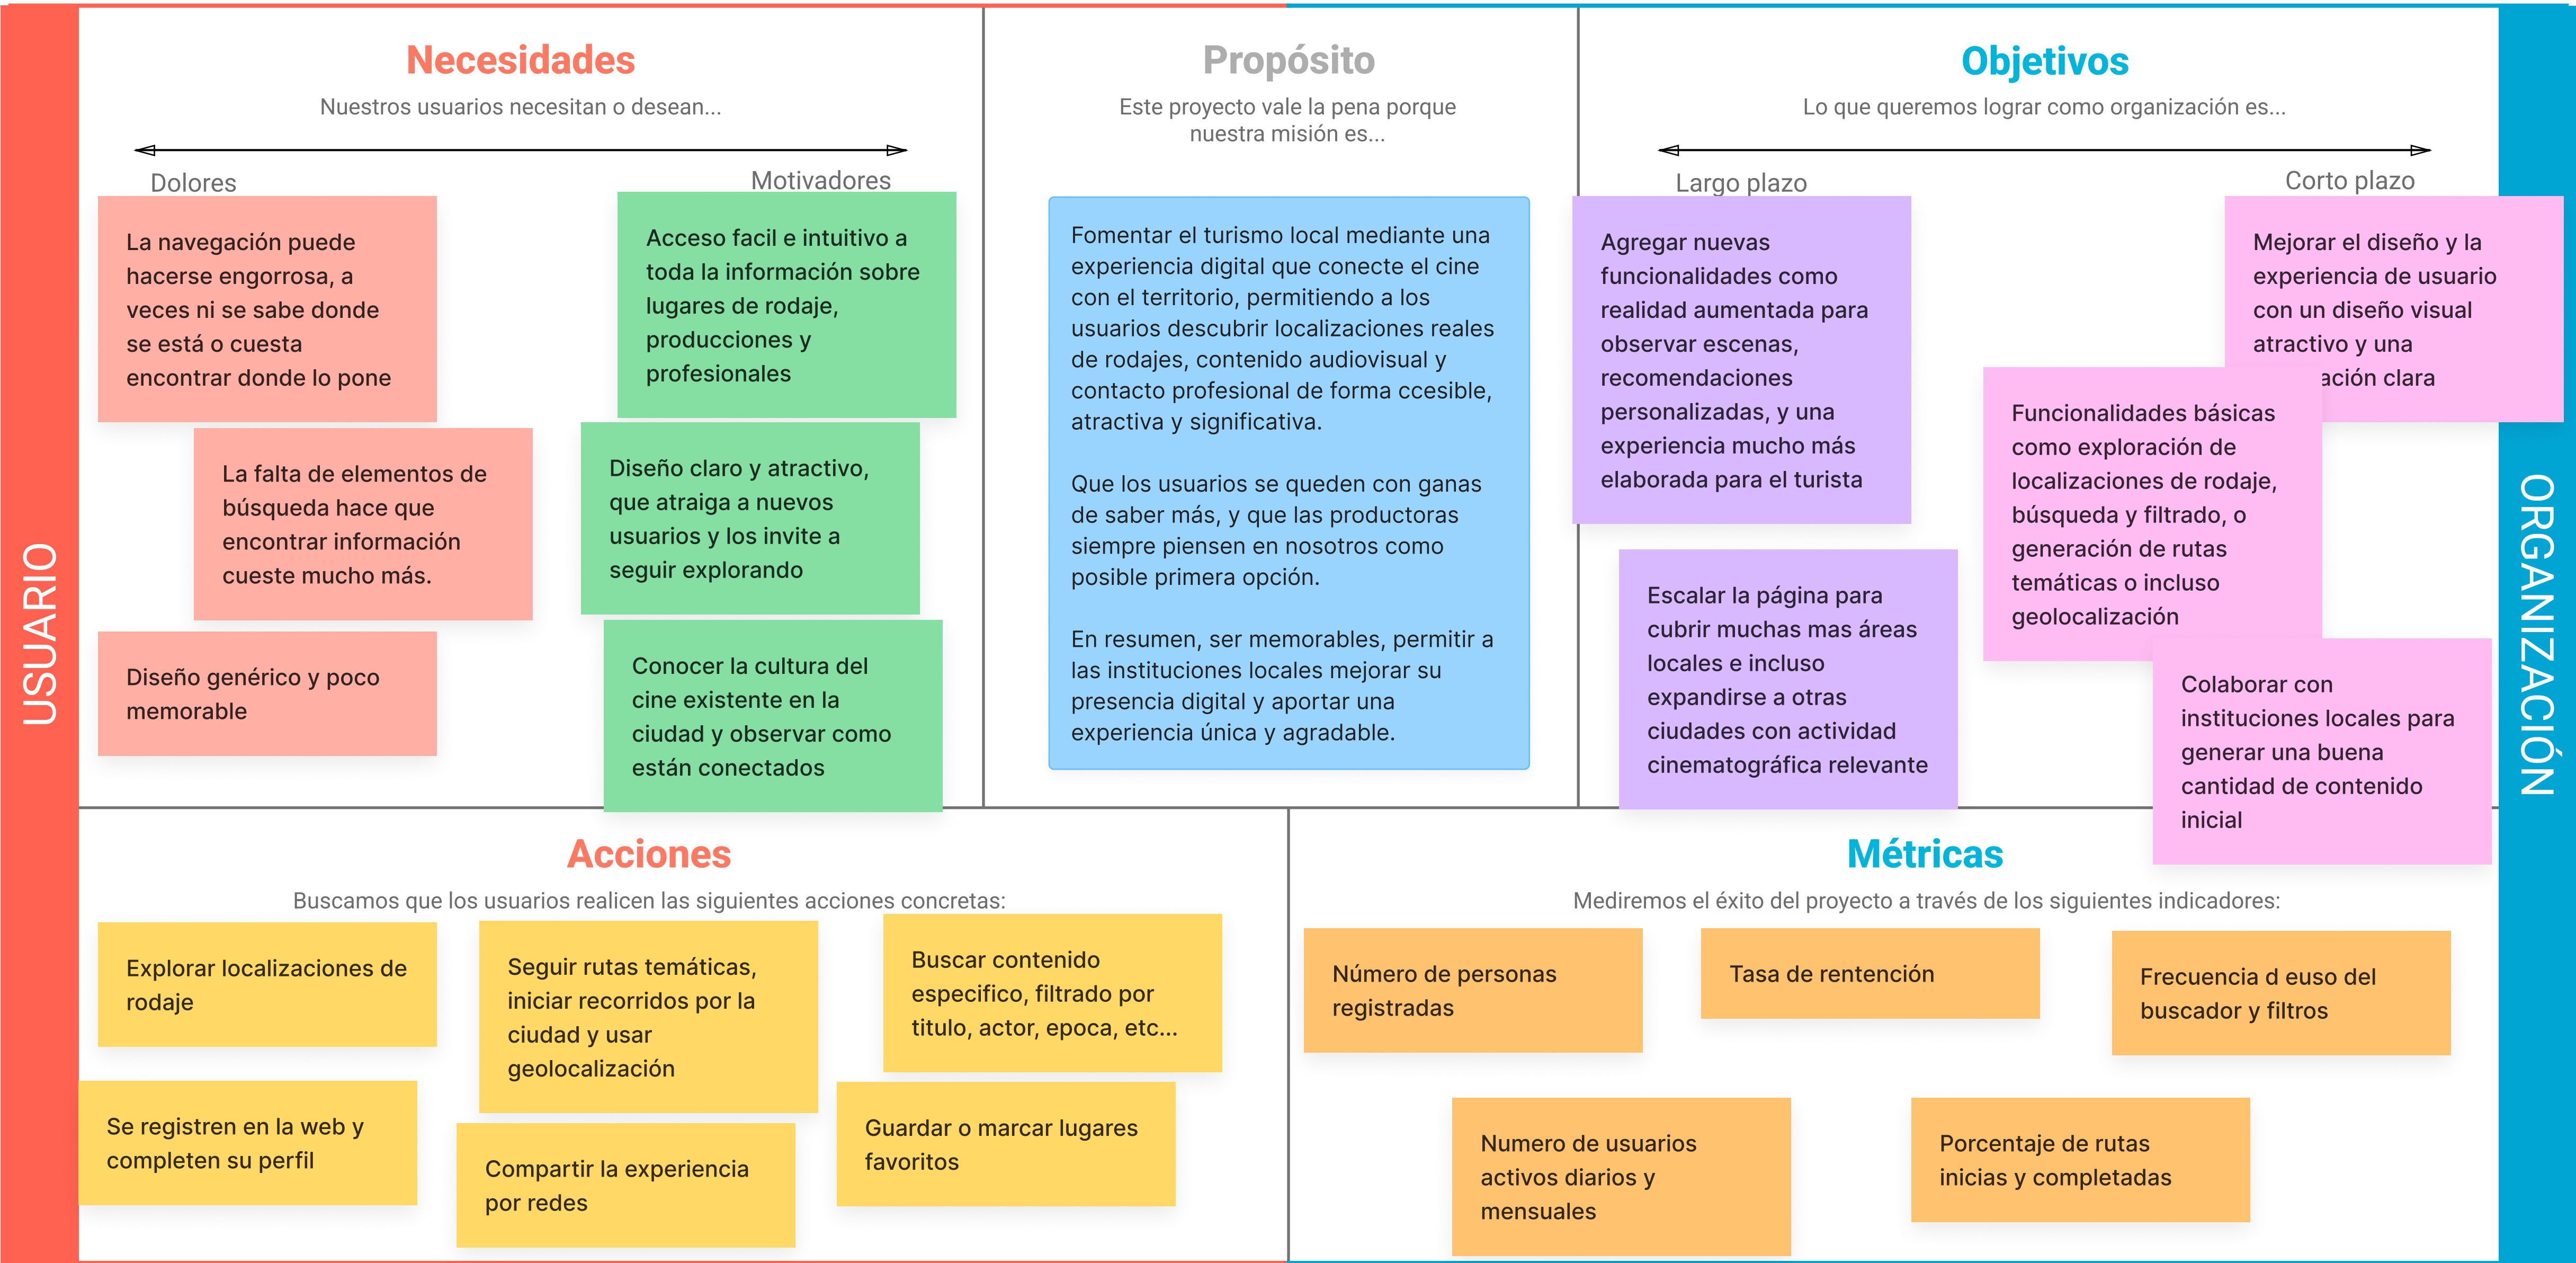 USUARIO
Necesidades
Nuestros usuarios necesitan o desean...
Dolores
Motivadores
La navegación puede
hacerse engorrosa, a
veces ni se sabe donde
se está o cuesta
encontrar donde lo pone
La falta de elementos de
búsqueda hace que
encontrar información
cueste mucho más.
Diseño genérico y poco
memorable
Acceso facil e intuitivo a
toda la información sobre
lugares de rodaje,
producciones y
profesionales
Diseño claro y atractivo,
que atraiga a nuevos
usuarios y los invite a
seguir explorando
Conocer la cultura del
cine existente en la
ciudad y observar como
están conectados
Propósito
Este proyecto vale la pena porque
nuestra misión es...
Fomentar el turismo local mediante una
experiencia digital que conecte el cine
con el territorio, permitiendo a los
usuarios descubrir localizaciones reales
de rodajes, contenido audiovisual y
contacto profesional de forma ccesible,
atractiva y significativa.
Que los usuarios se queden con ganas
de saber más, y que las productoras
siempre piensen en nosotros como
posible primera opción.
En resumen, ser memorables, permitir a
las instituciones locales mejorar su
presencia digital y aportar una
experiencia única y agradable.
Objetivos
Lo que queremos lograr como organización es...
Largo plazo
Corto plazo
Agregar nuevas
funcionalidades como
realidad aumentada para
observar escenas,
recomendaciones
personalizadas, y una
experiencia mucho más
elaborada para el turista
Escalar la página para
cubrir muchas mas áreas
locales e incluso
expandirse a otras
ciudades con actividad
cinematográfica relevante
Mejorar el diseño y la
experiencia de usuario
con un diseño visual
atractivo y una
ación clara
Funcionalidades básicas
como exploración de
localizaciones de rodaje,
búsqueda y filtrado, o
generación de rutas
temáticas o incluso
geolocalización
Colaborar con
instituciones locales para
generar una buena
cantidad de contenido
inicial
ORGANIZACIÓN
Acciones
Buscamos que los usuarios realicen las siguientes acciones concretas:
Explorar localizaciones de
rodaje
Seguir rutas temáticas,
iniciar recorridos por la
ciudad y usar
geolocalización
Buscar contenido
especifico, filtrado por
titulo, actor, epoca, etc...
Se registren en la web y
completen su perfil
Compartir la experiencia
por redes
Guardar o marcar lugares
favoritos
Métricas
Mediremos el éxito del proyecto a través de los siguientes indicadores:
Número de personas
registradas
Tasa de rentención
Frecuencia d euso del
buscador y filtros
Numero de usuarios
activos diarios y
mensuales
Porcentaje de rutas
inicias y completadas